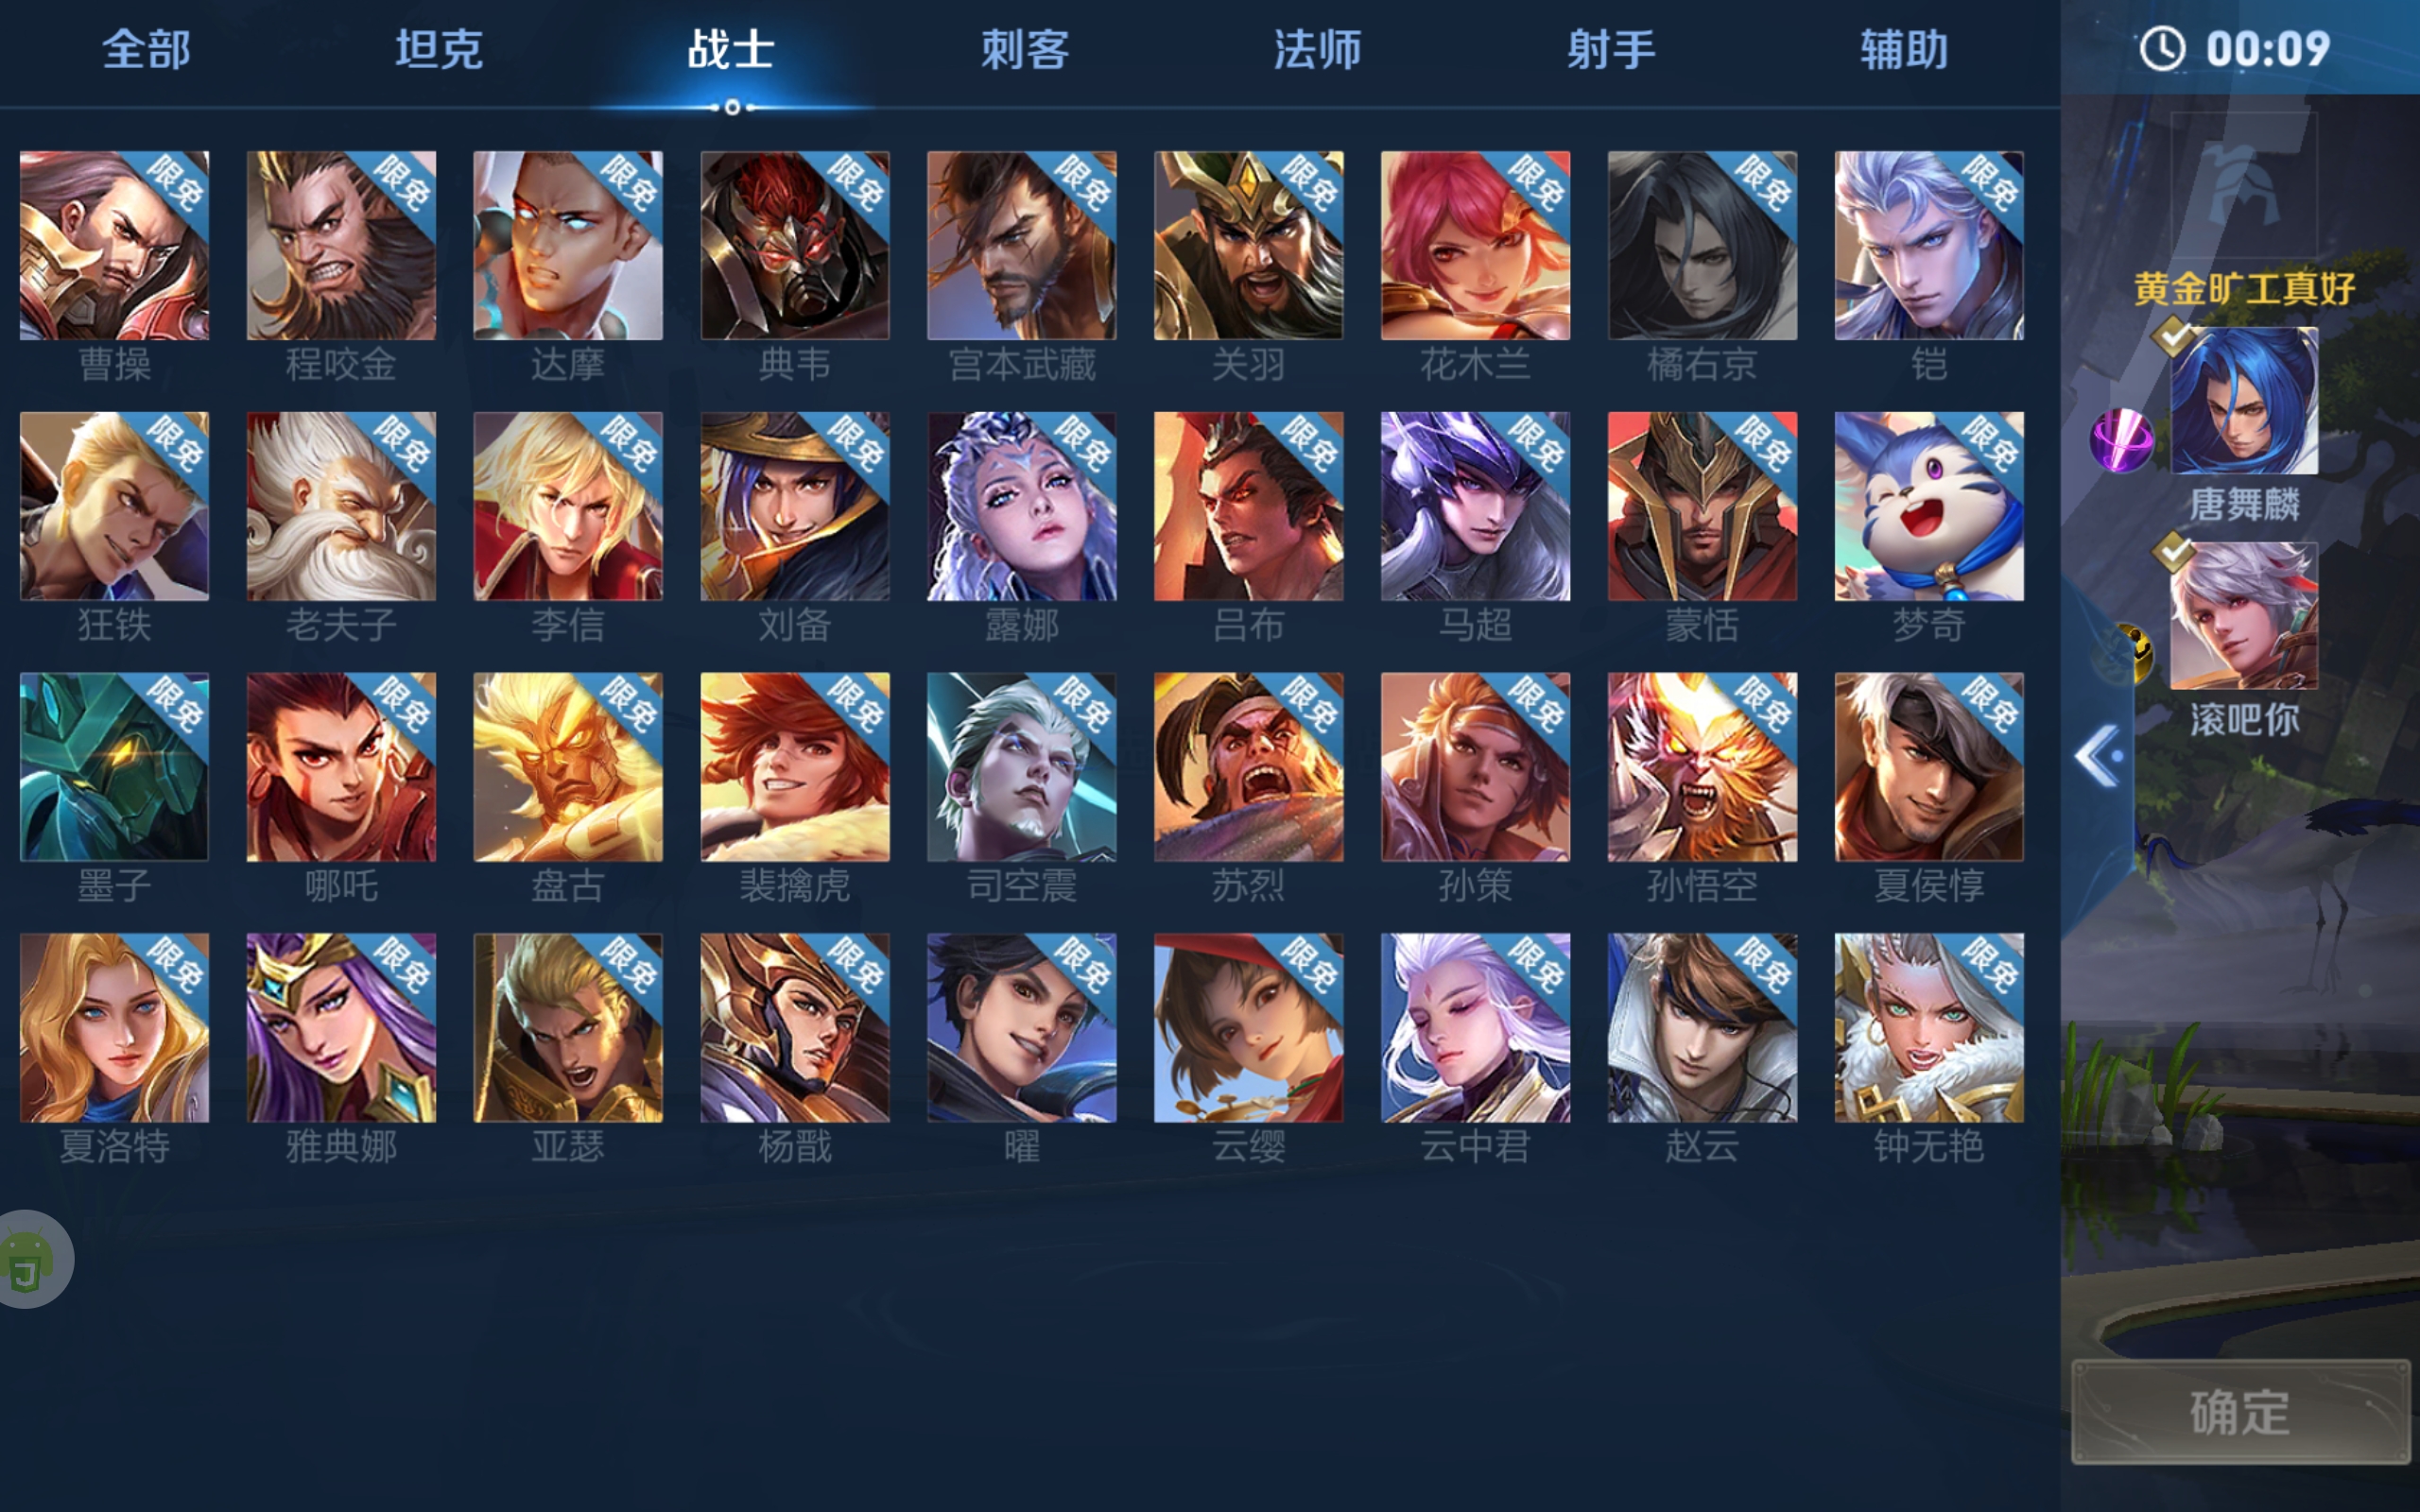 全部 坦克 战士 刺客 法师 射手 辅助 00:09
限免 限免 限免 限免 限免 限免 限免 限免 限免
曹操 程咬金 达摩 典韦 宫本武藏 关羽 花木兰 橘右京 铠
黄金旷工真好
限免 限免 限免 限免 限免 限免 限免 限免 限免
狂铁 老夫子 李信 刘备 露娜 吕布 马超 蒙恬 梦奇
唐舞麟
限免 限免 限免 限免 限免 限免 限免 限免 限免
墨子 哪吒 盘古 裴擒虎 司空震 苏烈 孙策 孙悟空 夏侯惇
滚吧你
限免 限免 限免 限免 限免 限免 限免 限免 限免
夏洛特 雅典娜 亚瑟 杨戬 曜 云缨 云中君 赵云 钟无艳
J
确定